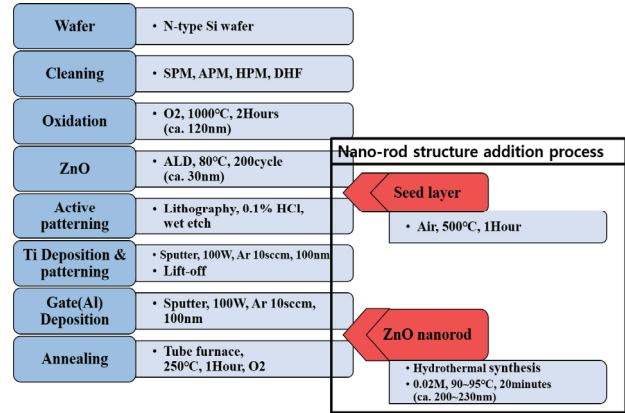 Wafer
• N-type Si wafer
Cleaning
• SPM, APM, HPM, DHF
Oxidation
• O2, 1000℃, 2Hours
(ca. 120nm)
ZnO
• ALD, 80℃, 200cycle
(ca. 30nm)
Active
patterning
• Lithography, 0.1% HCl,
wet etch
Ti Deposition &
patterning
• Sputter, 100W, Ar 10sccm, 100nm
• Lift-off
Gate(Al)
Deposition
• Sputter, 100W, Ar 10sccm,
100nm
Annealing
• Tube furnace,
250℃, 1Hour, O2
Nano-rod structure addition process
Seed layer
• Air, 500℃, 1Hour
ZnO nanorod
• Hydrothermal synthesis
• 0.02M, 90~95℃, 20minutes
(ca. 200~230nm)